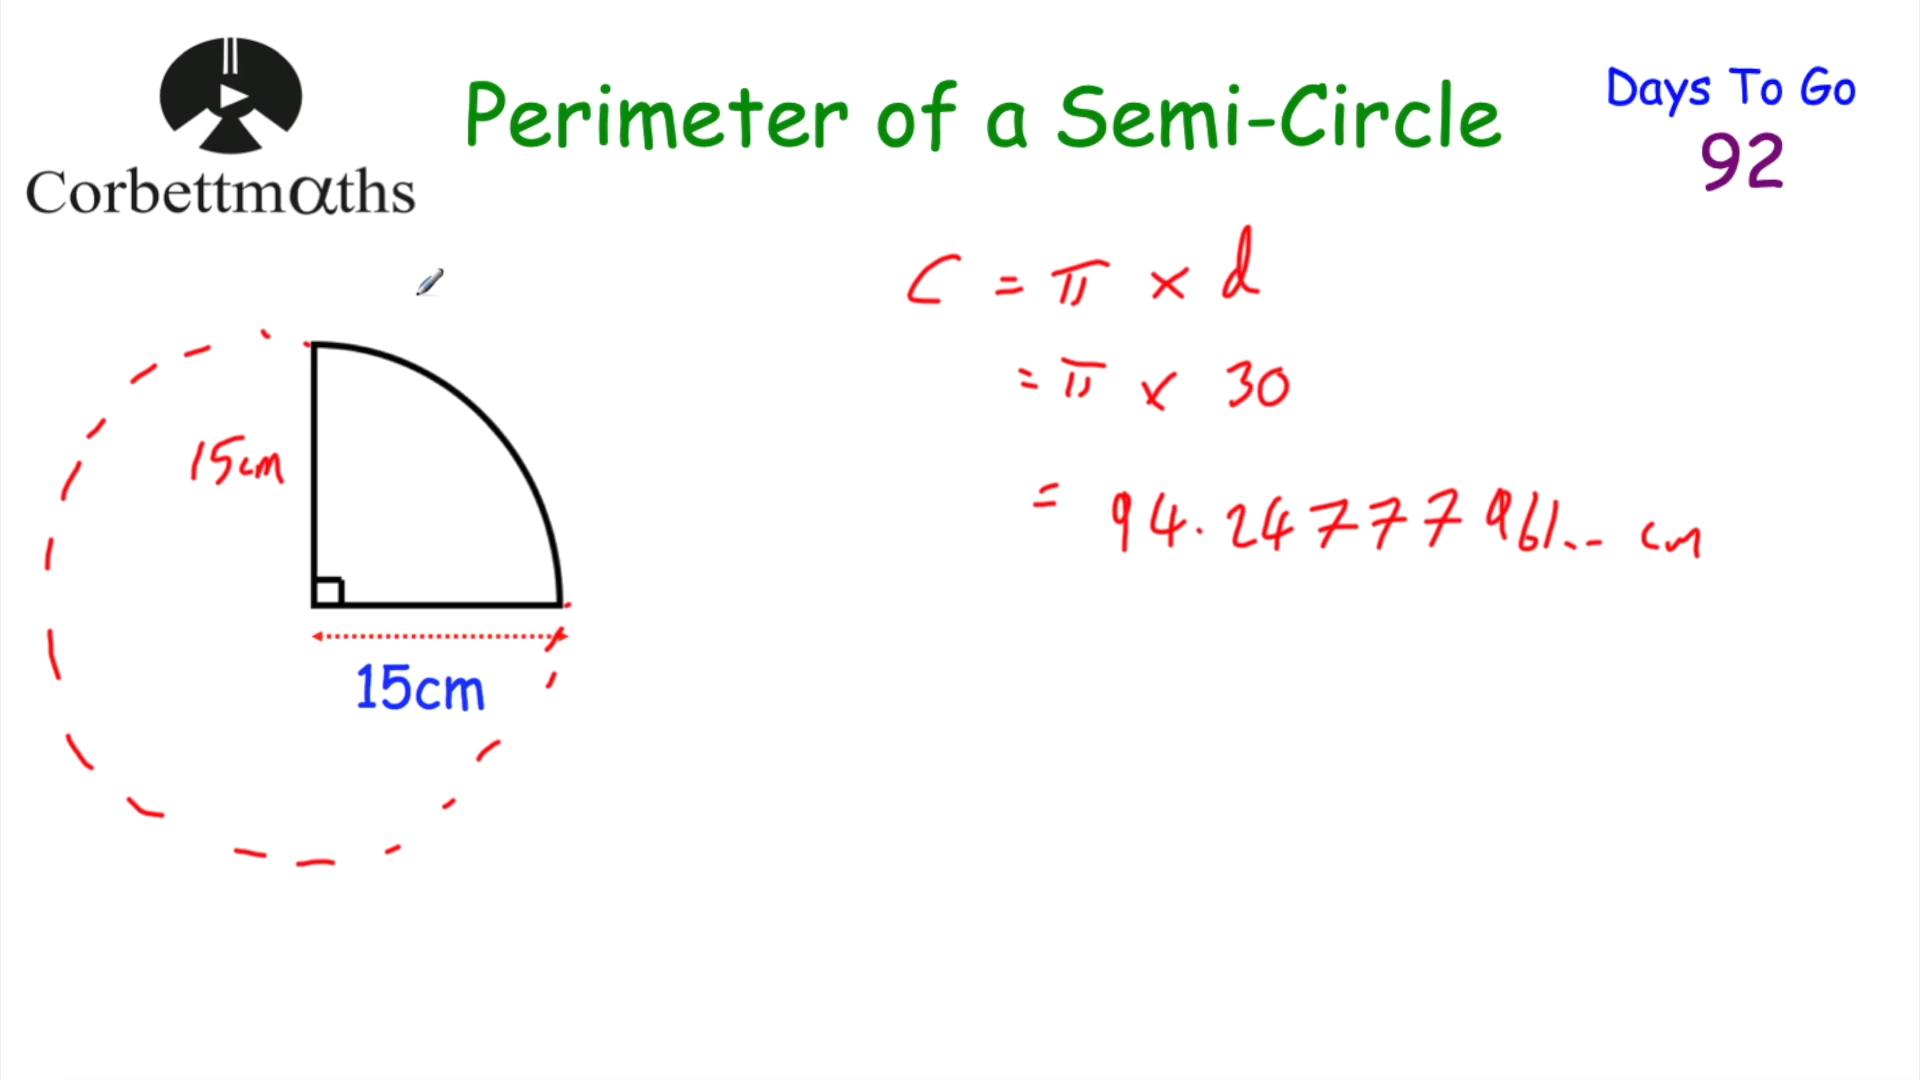 Corbettmαths
Perimeter of a Semi-Circle
Days To Go
92
15cm
15cm
C = π × d
= π × 30
= 94.24777961... cm